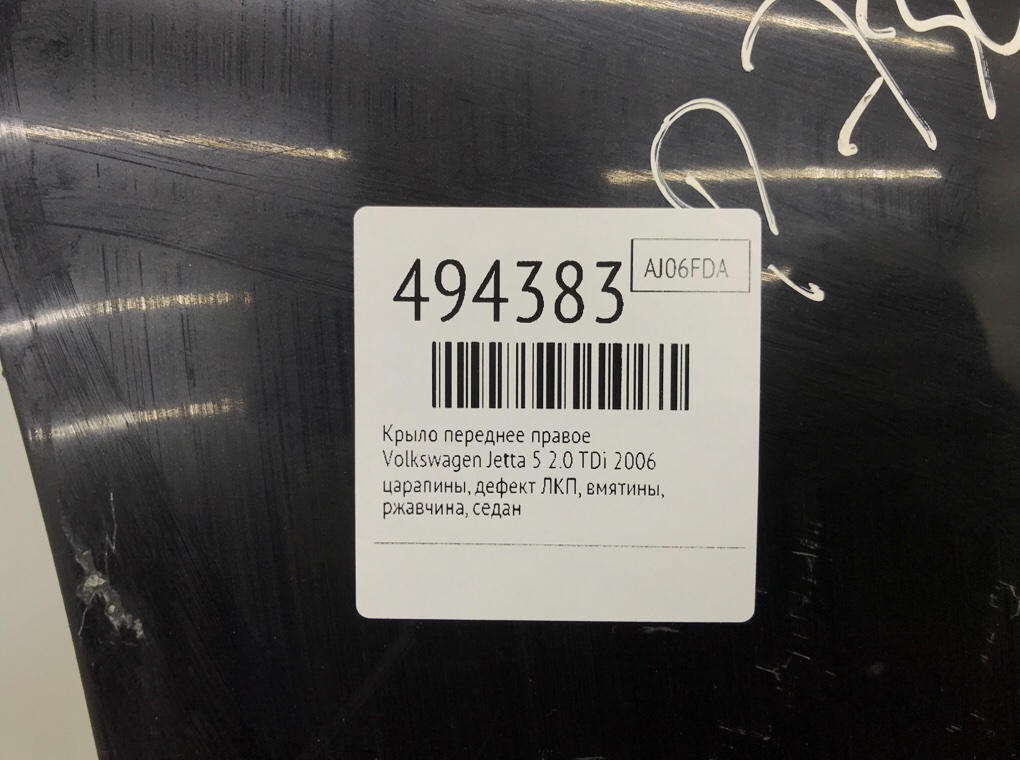 494383
AJ06FDA
Крыло переднее правое
Volkswagen Jetta 5 2.0 TDi 2006
царапины, дефект ЛКП, вмятины,
ржавчина, седан